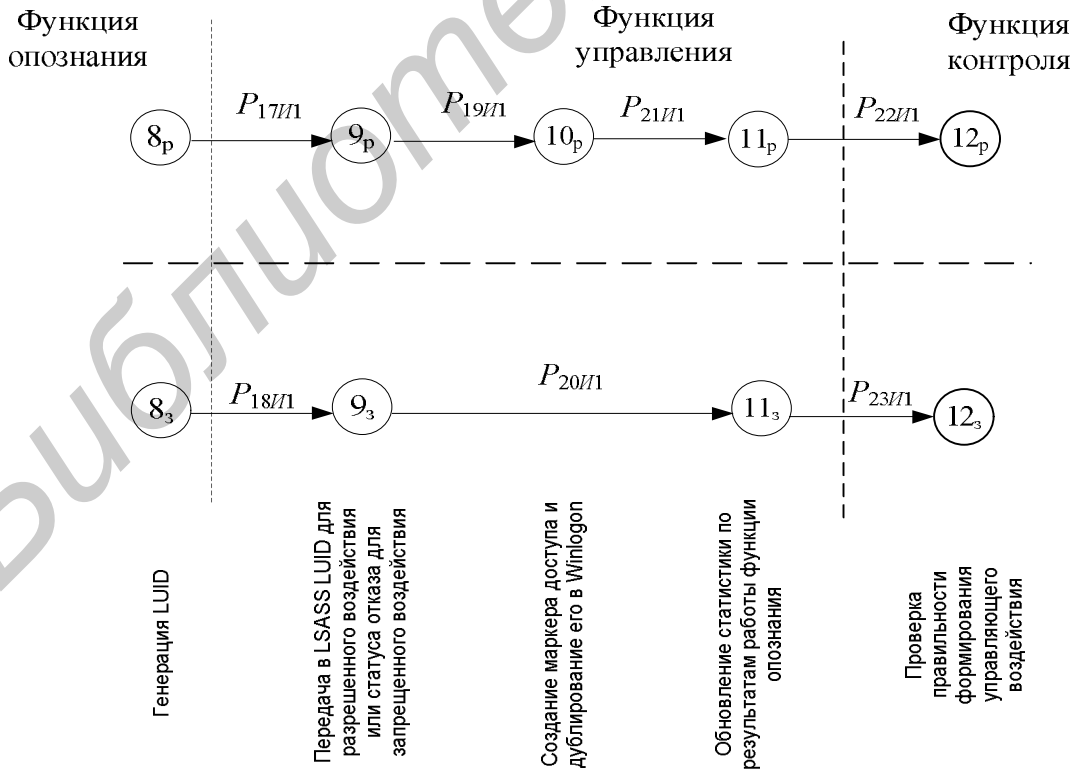 Функция
опознания
Функция
управления
Функция
контроля
P17И1
P19И1
P21И1
P22И1
8р
9р
10р
11р
12р
P18И1
P20И1
P23И1
8з
9з
11з
12з
Генерация LUID
Передача в LSASS LUID для
разрешенного воздействия
или статуса отказа для
запрещенного воздействия
Создание маркера доступа и
дублирование его в Winlogon
Обновление статистики по
результатам работы функции
опознания
Проверка
правильности
формирования
управляющего
воздействия